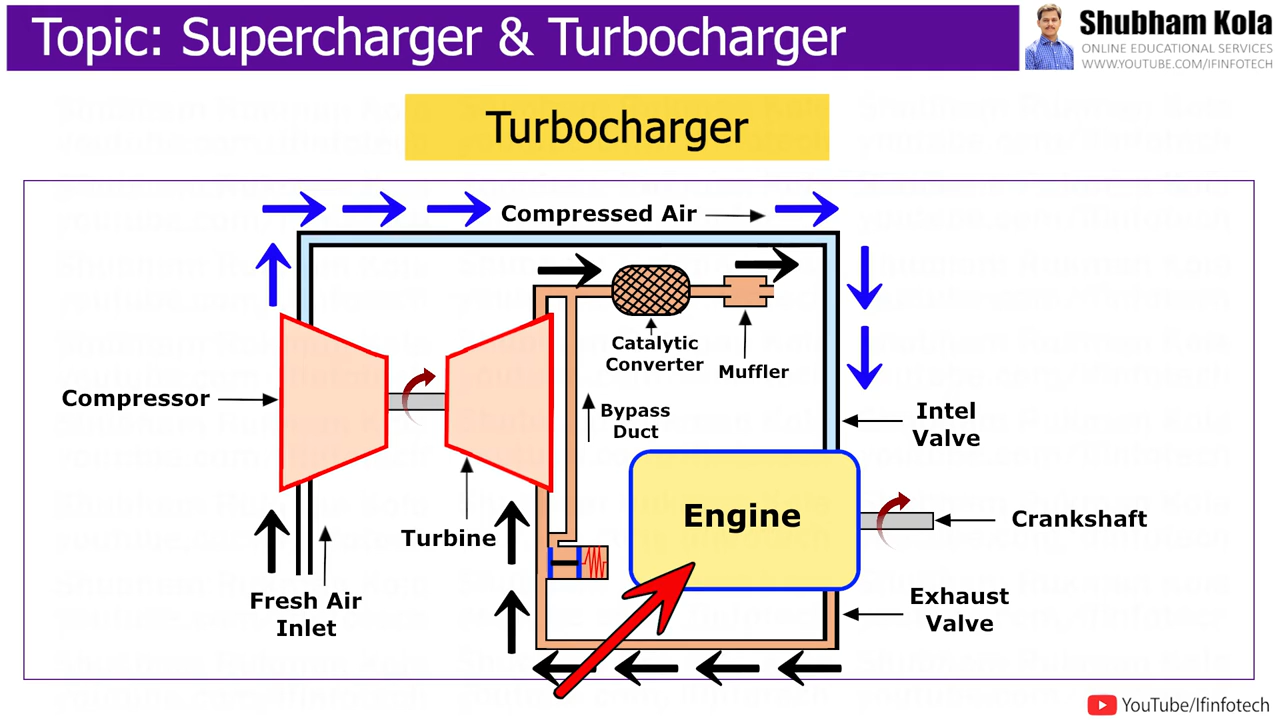 Topic: Supercharger & Turbocharger
Shubham Kola
ONLINE EDUCATIONAL SERVICES
WWW.YOUTUBE.COM/IFINFOTECH
Turbocharger
Compressed Air
Catalytic
Converter
Muffler
Compressor
Bypass
Duct
Intel
Valve
Engine
Crankshaft
Turbine
Fresh Air
Inlet
Exhaust
Valve
YouTube/Ifinfotech